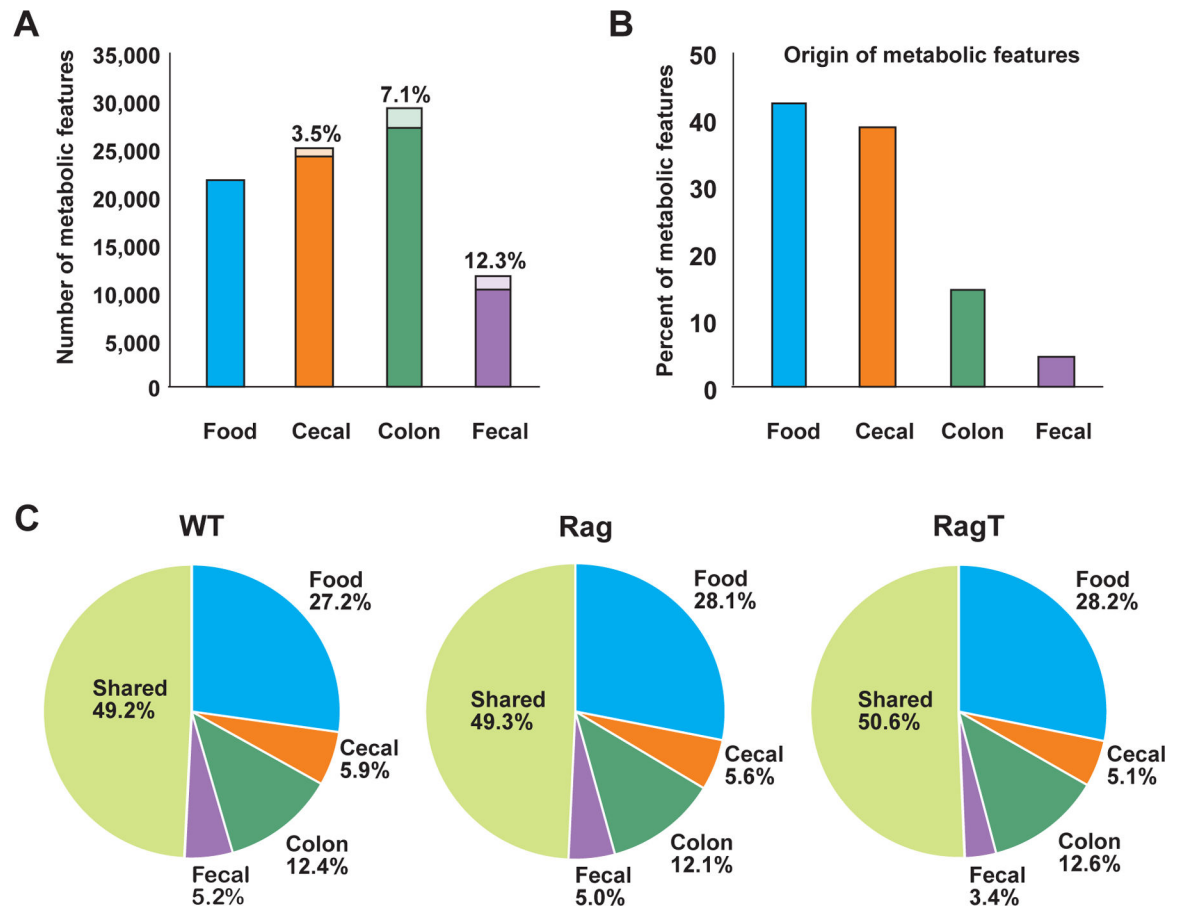 A
Number of metabolic features
35,000
30,000
25,000
20,000
15,000
10,000
5,000
0
3.5%
7.1%
12.3%
Food Cecal Colon Fecal
B
Origin of metabolic features
Percent of metabolic features
50
40
30
20
10
0
Food Cecal Colon Fecal
C
WT
Food
27.2%
Shared
49.2%
Cecal
5.9%
Colon
12.4%
Fecal
5.2%
Rag
Food
28.1%
Shared
49.3%
Cecal
5.6%
Colon
12.1%
Fecal
5.0%
RagT
Food
28.2%
Shared
50.6%
Cecal
5.1%
Colon
12.6%
Fecal
3.4%